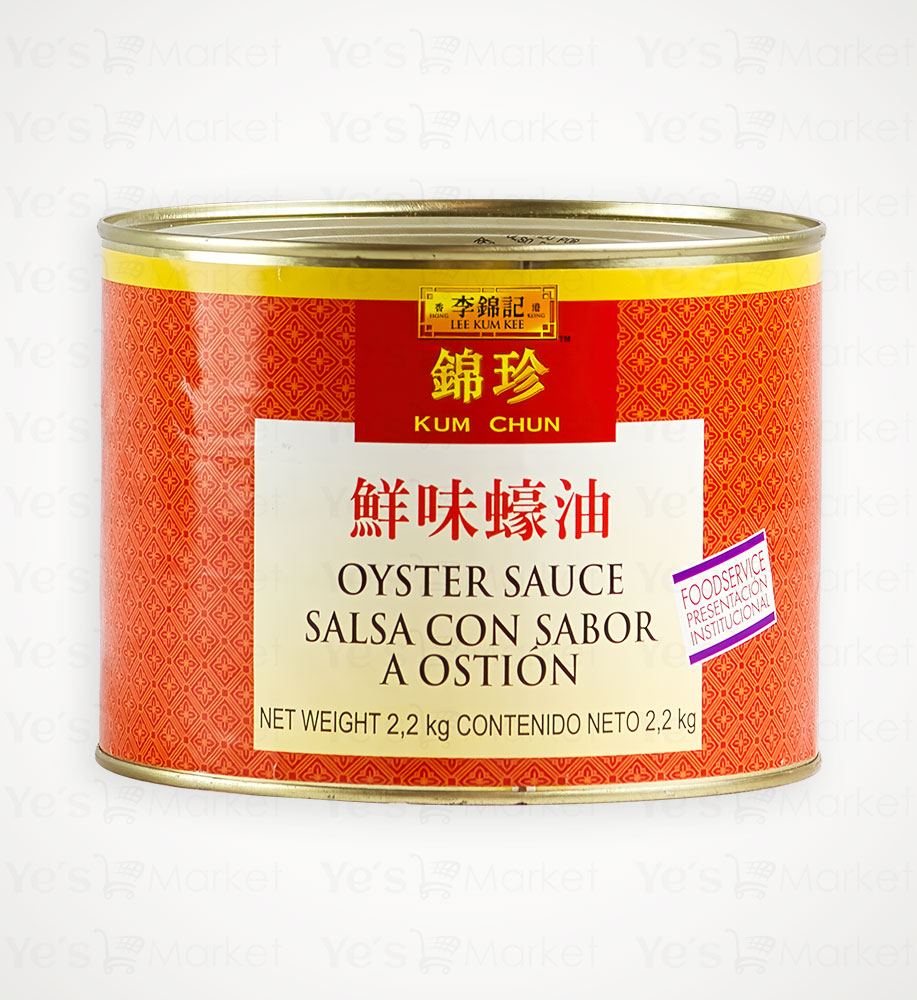 Ye's Market
香 李錦記 港
HONG LEE KUM KEE KONG
TM
錦珍
KUM CHUN
鮮味蠔油
OYSTER SAUCE
SALSA CON SABOR
A OSTIÓN
FOODSERVICE
PRESENTACIÓN
INSTITUCIONAL
NET WEIGHT 2,2 kg CONTENIDO NETO 2,2 kg